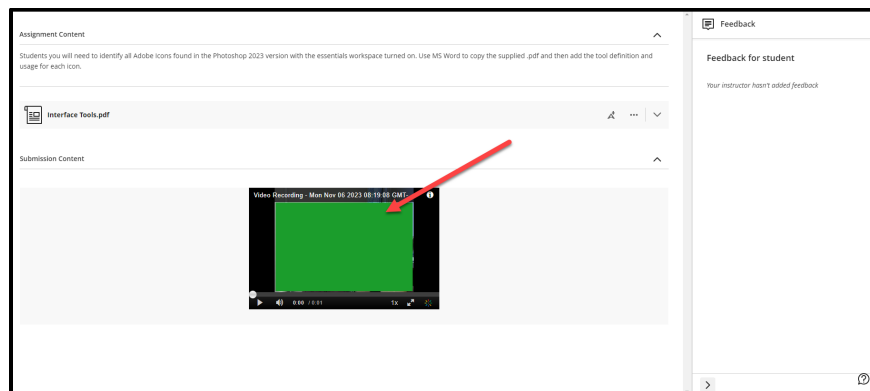 Assignment Content
Students you will need to identify all Adobe icons found in the Photoshop 2023 version with the essentials workspace turned on. Use MS Word to copy the supplied .pdf and then add the tool definition and
usage for each icon.
Interface Tools.pdf
Submission Content
Video Recording - Mon Nov 06 2023 08:19:08 GMT-
0:00 / 0:01
1x
Feedback
Feedback for student
Your instructor hasn't added feedback